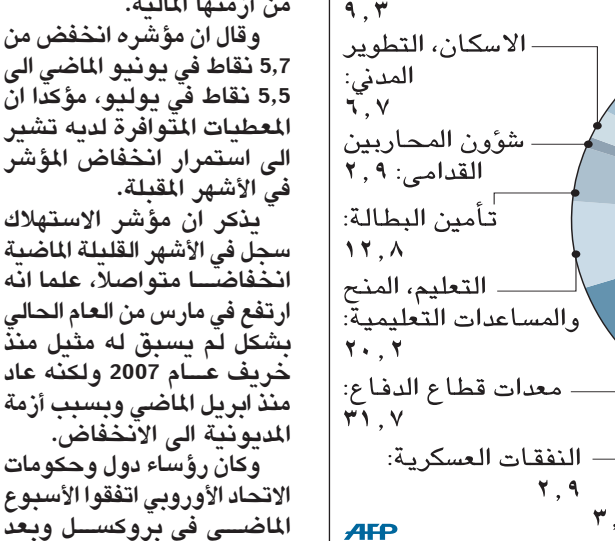 من أزمتها المالية.
وقال ان مؤشره انخفض من
5,7 نقاط في يونيو الماضي الى
5,5 نقاط في يوليو، مؤكدا ان
المعطيات المتوافرة لديه تشير
الى استمرار انخفاض المؤشر
في الأشهر المقبلة.
يذكر ان مؤشر الاستهلاك
سجل في الأشهر القليلة الماضية
انخفاضا متواصلا، علما انه
ارتفع في مارس من العام الحالي
بشكل لم يسبق له مثيل منذ
خريف عام 2007 ولكنه عاد
منذ ابريل الماضي وبسبب أزمة
المديونية الى الانخفاض.
وكان رؤساء دول وحكومات
الاتحاد الأوروبي اتفقوا الأسبوع
الماضي في بروكسل وبعد
٩,٣
الاسكان، التطوير
المدني:
٦,٧
شؤون المحاربين
القدامى: ٢,٩
تأمين البطالة:
١٢,٨
التعليم، المنح
والمساعدات التعليمية:
٢٠,٢
معدات قطاع الدفاع:
٣١,٧
النفقات العسكرية:
٢,٩
٣,
AFP